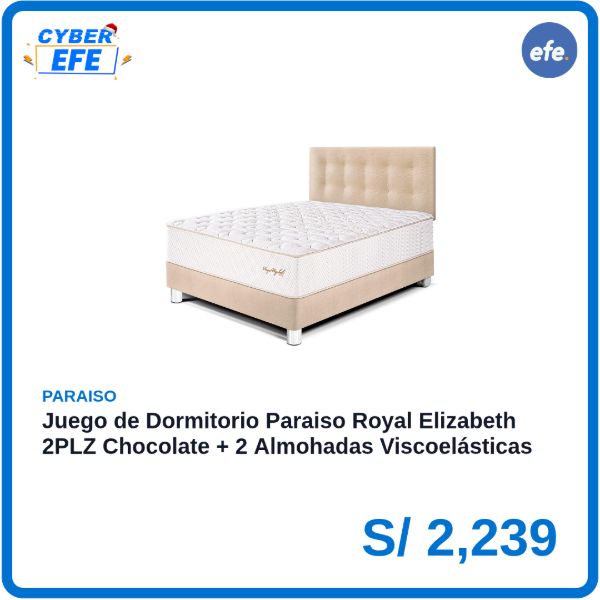 CYBER
EFE
efe.
PARAISO
Juego de Dormitorio Paraiso Royal Elizabeth
2PLZ Chocolate + 2 Almohadas Viscoelásticas
S/ 2,239